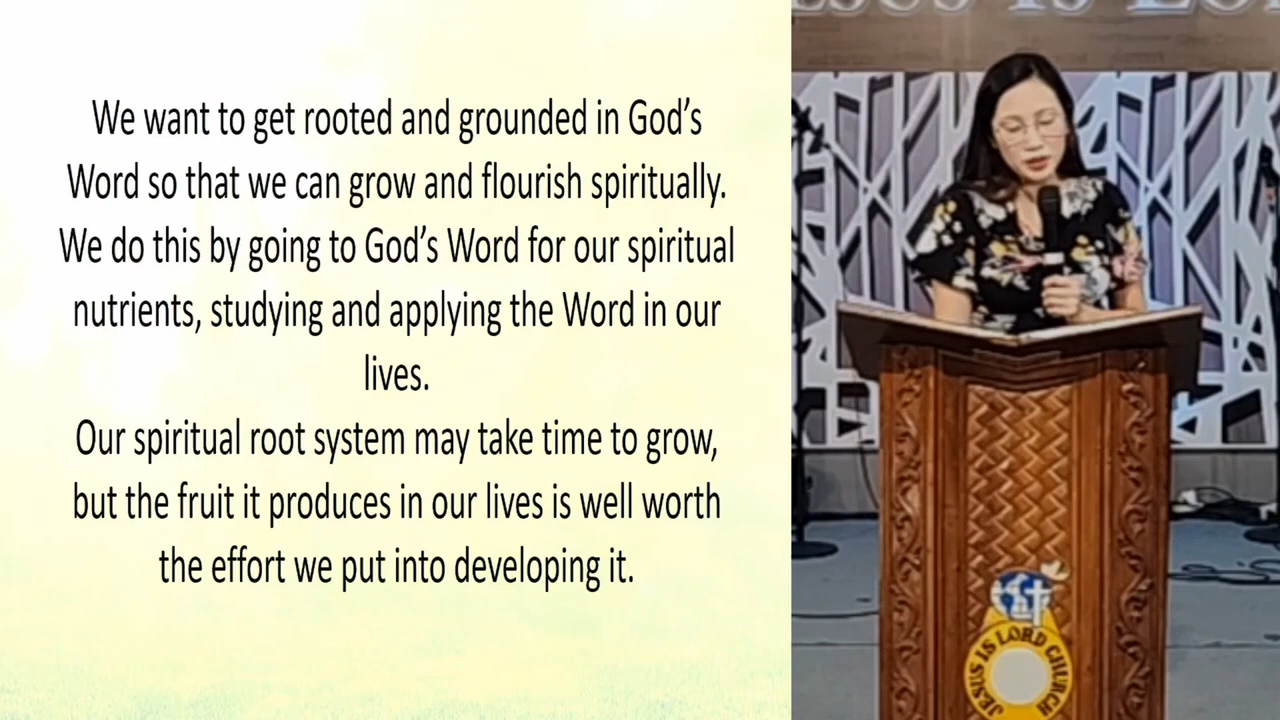 We want to get rooted and grounded in God’s
Word so that we can grow and flourish spiritually.
We do this by going to God’s Word for our spiritual
nutrients, studying and applying the Word in our
lives.
Our spiritual root system may take time to grow,
but the fruit it produces in our lives is well worth
the effort we put into developing it.
JESUS IS LORD CHURCH